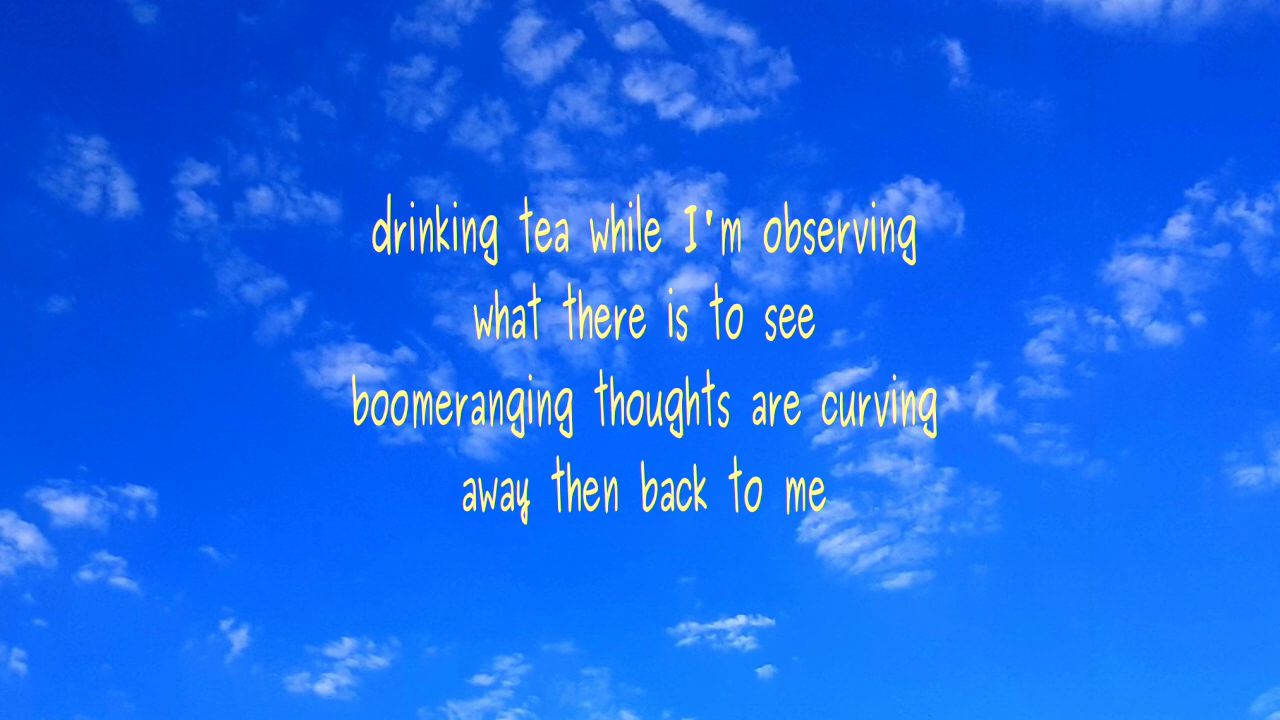 drinking tea while I'm observing
what there is to see
boomeranging thoughts are curving
away then back to me